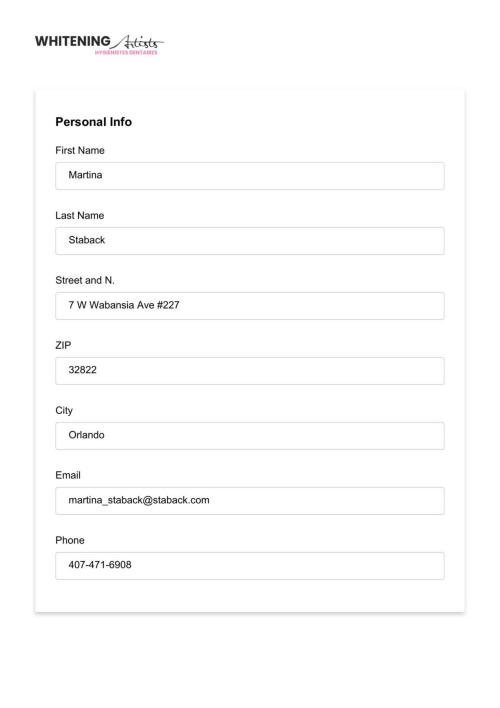 WHITENING Artists
HYGIÉNISTES DENTAIRES
Personal Info
First Name
Martina
Last Name
Staback
Street and N.
7 W Wabansia Ave #227
ZIP
32822
City
Orlando
Email
martina_staback@staback.com
Phone
407-471-6908